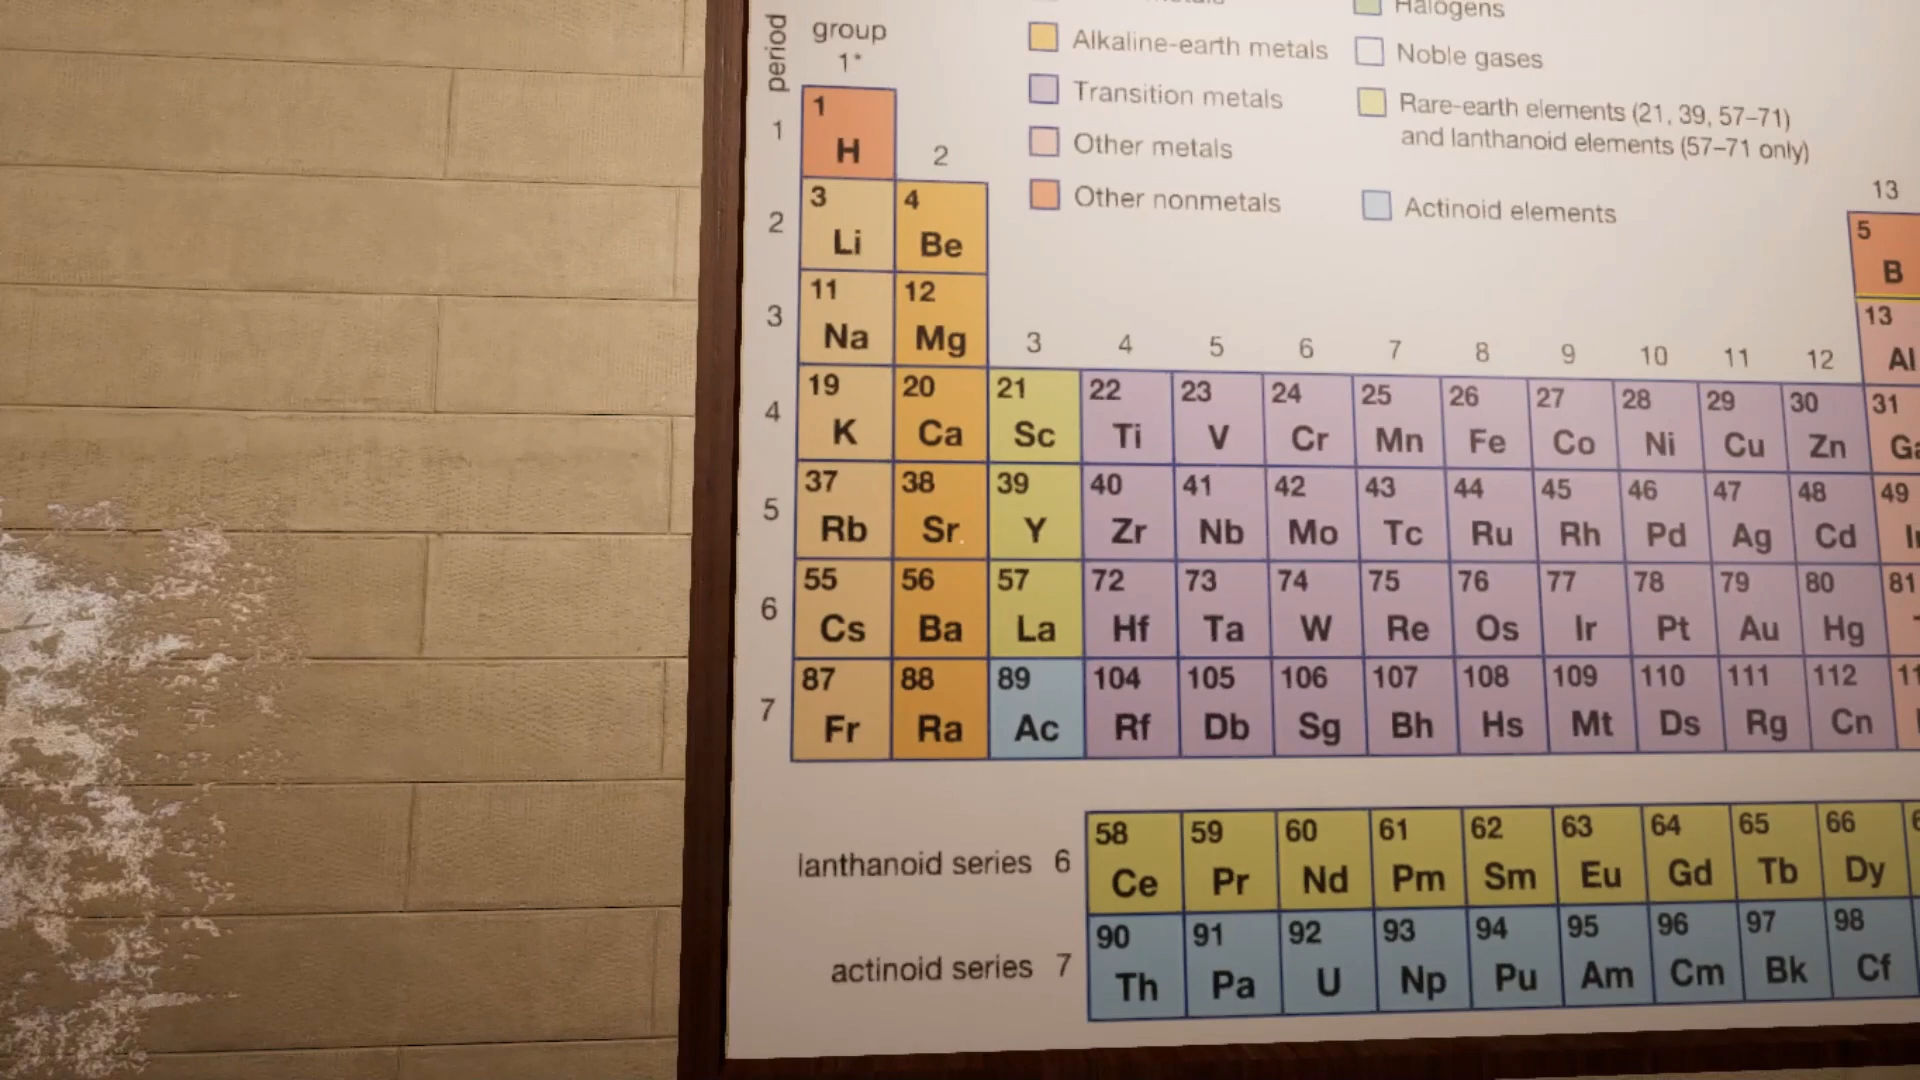 period
group
1*
Alkaline-earth metals
Transition metals
Other metals
Other nonmetals
Halogens
Noble gases
Rare-earth elements (21, 39, 57–71)
and lanthanoid elements (57–71 only)
Actinoid elements
1 2 13
1 H
2
3 Li 4 Be 5 B
3
11 Na 12 Mg 13 Al
3 4 5 6 7 8 9 10 11 12
4
19 K 20 Ca 21 Sc 22 Ti 23 V 24 Cr 25 Mn 26 Fe 27 Co 28 Ni 29 Cu 30 Zn 31
5
37 Rb 38 Sr 39 Y 40 Zr 41 Nb 42 Mo 43 Tc 44 Ru 45 Rh 46 Pd 47 Ag 48 Cd 49
6
55 Cs 56 Ba 57 La 72 Hf 73 Ta 74 W 75 Re 76 Os 77 Ir 78 Pt 79 Au 80 Hg 81
7
87 Fr 88 Ra 89 Ac 104 Rf 105 Db 106 Sg 107 Bh 108 Hs 109 Mt 110 Ds 111 Rg 112 Cn
lanthanoid series 6
58 Ce 59 Pr 60 Nd 61 Pm 62 Sm 63 Eu 64 Gd 65 Tb 66 Dy
actinoid series 7
90 Th 91 Pa 92 U 93 Np 94 Pu 95 Am 96 Cm 97 Bk 98 Cf